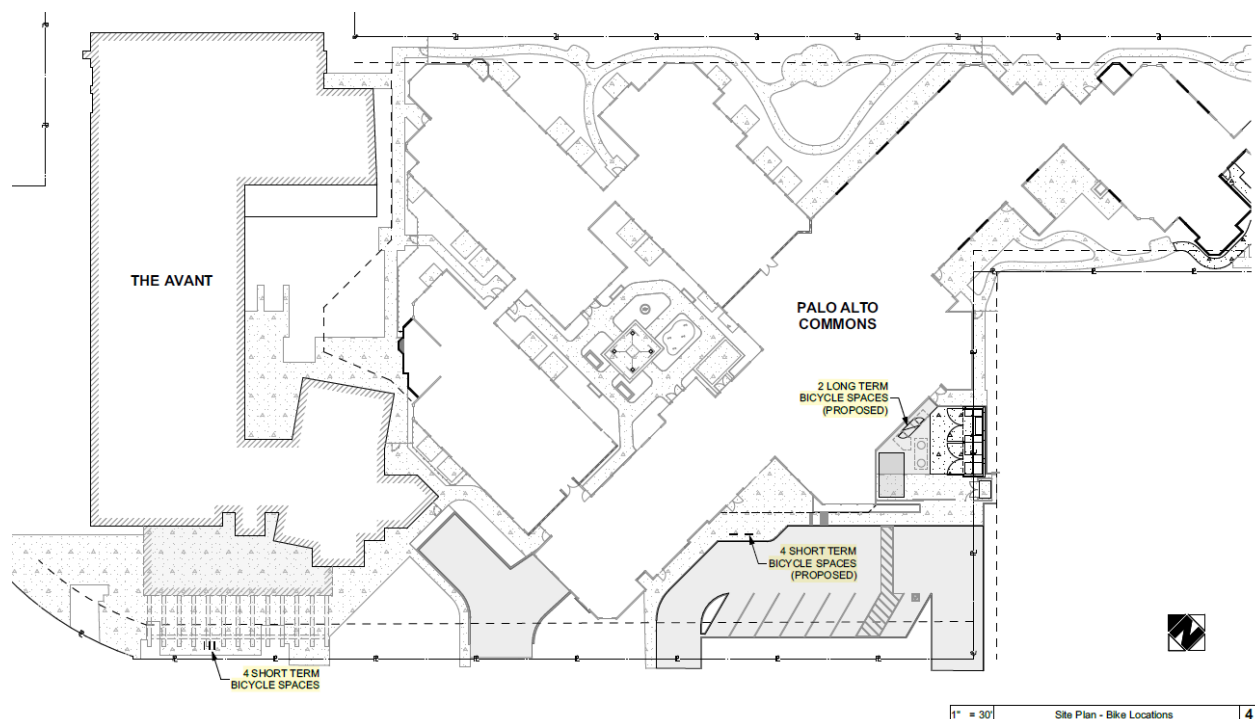 THE AVANT
PALO ALTO
COMMONS
2 LONG TERM
BICYCLE SPACES
(PROPOSED)
4 SHORT TERM
BICYCLE SPACES
(PROPOSED)
4 SHORT TERM
BICYCLE SPACES
1" = 30'
Site Plan - Bike Locations
4